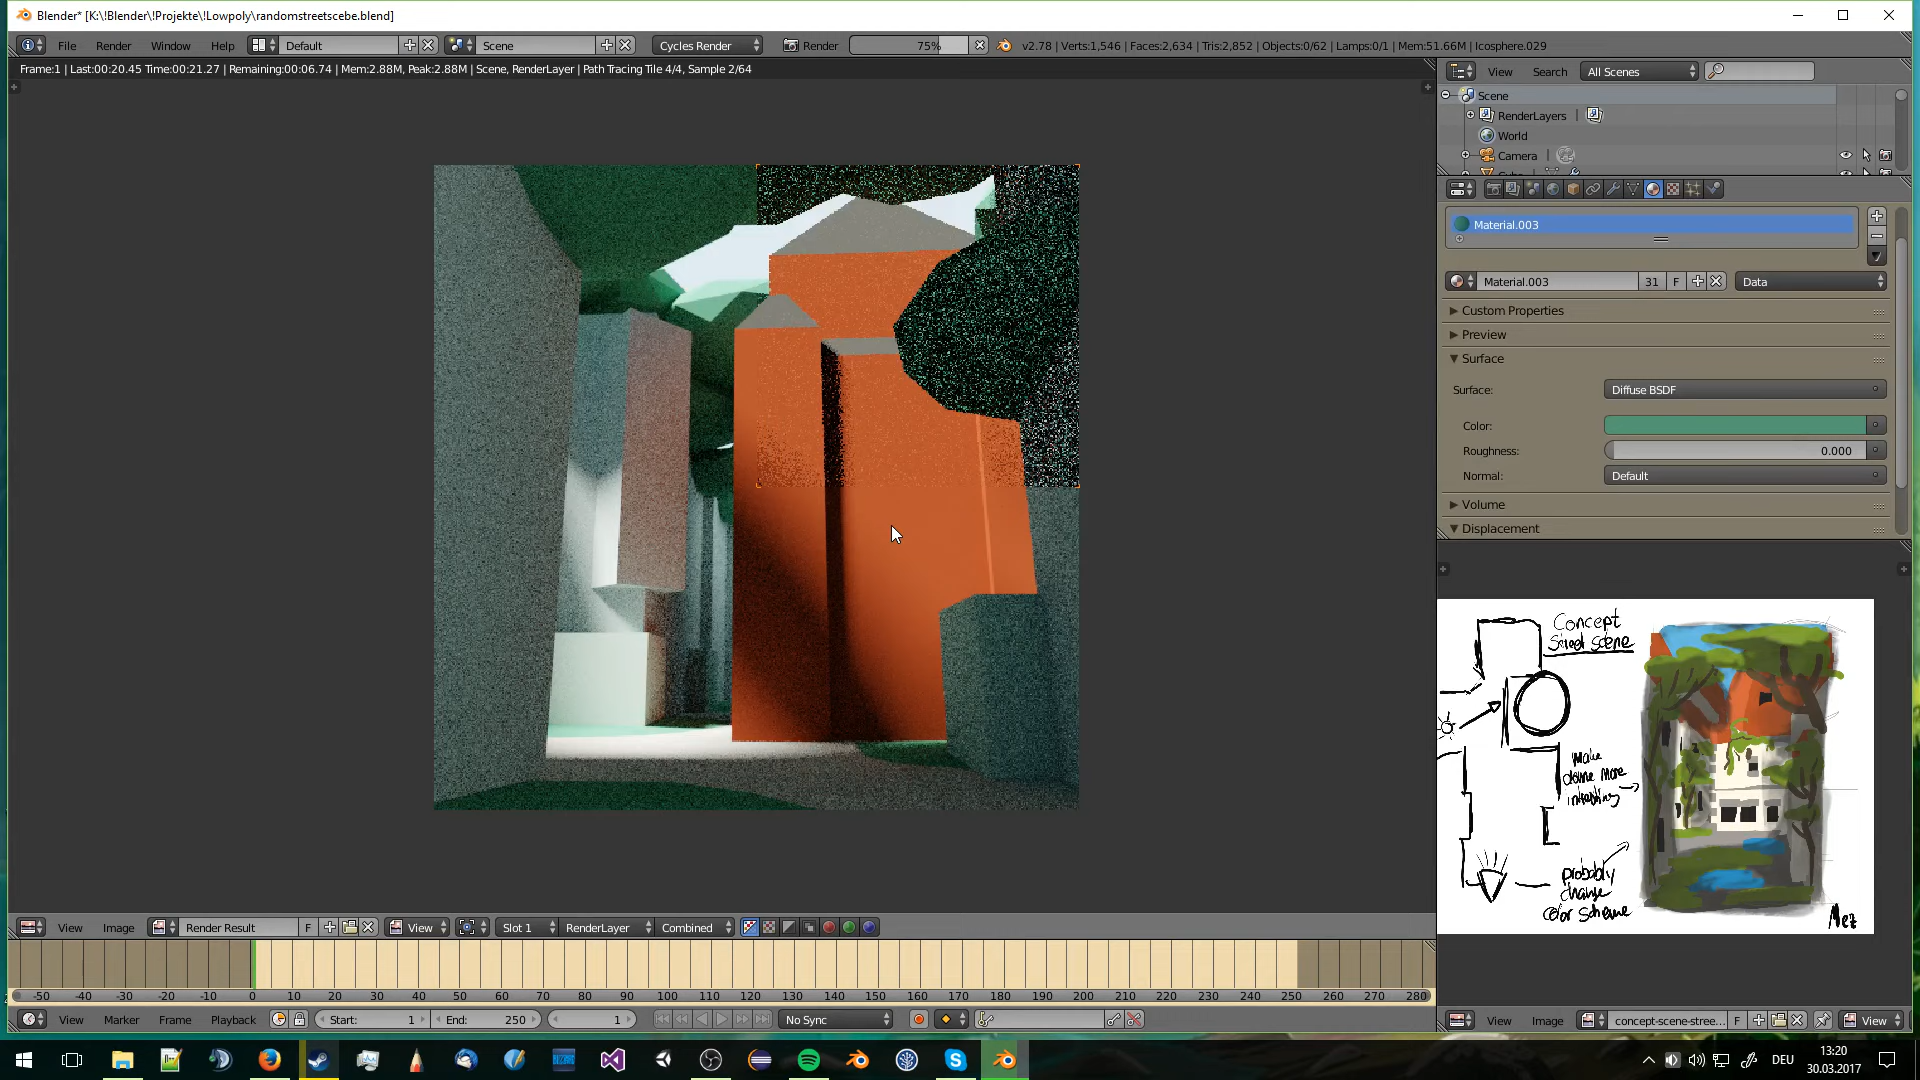 Blender* [K:\!Blender\!Projekte\!Lowpoly\randomstreetscebe.blend]
File Render Window Help Default Scene Cycles Render Render 75% v2.78 | Verts:1,546 | Faces:2,634 | Tris:2,852 | Objects:0/62 | Lamps:0/1 | Mem:51.66M | Icosphere.029
Frame:1 | Last:00:20.45 Time:00:21.27 | Remaining:00:06.74 | Mem:2.88M, Peak:2.88M | Scene, RenderLayer | Path Tracing Tile 4/4, Sample 2/64
View Search All Scenes
Scene
RenderLayers |
World
Camera |
Material.003
Material.003 31 F Data
Custom Properties
Preview
Surface
Surface: Diffuse BSDF
Color:
Roughness: 0.000
Normal: Default
Volume
Displacement
Concept
Street Scene
Make
dome more
interesting
probably
change
color scheme
Mez
View Image Render Result F View Slot 1 RenderLayer Combined
-50 -40 -30 -20 -10 0 10 20 30 40 50 60 70 80 90 100 110 120 130 140 150 160 170 180 190 200 210 220 230 240 250 260 270 280
View Marker Frame Playback Start: 1 End: 250 1 No Sync
View Image concept-scene-stree... F View
DEU
13:20
30.03.2017